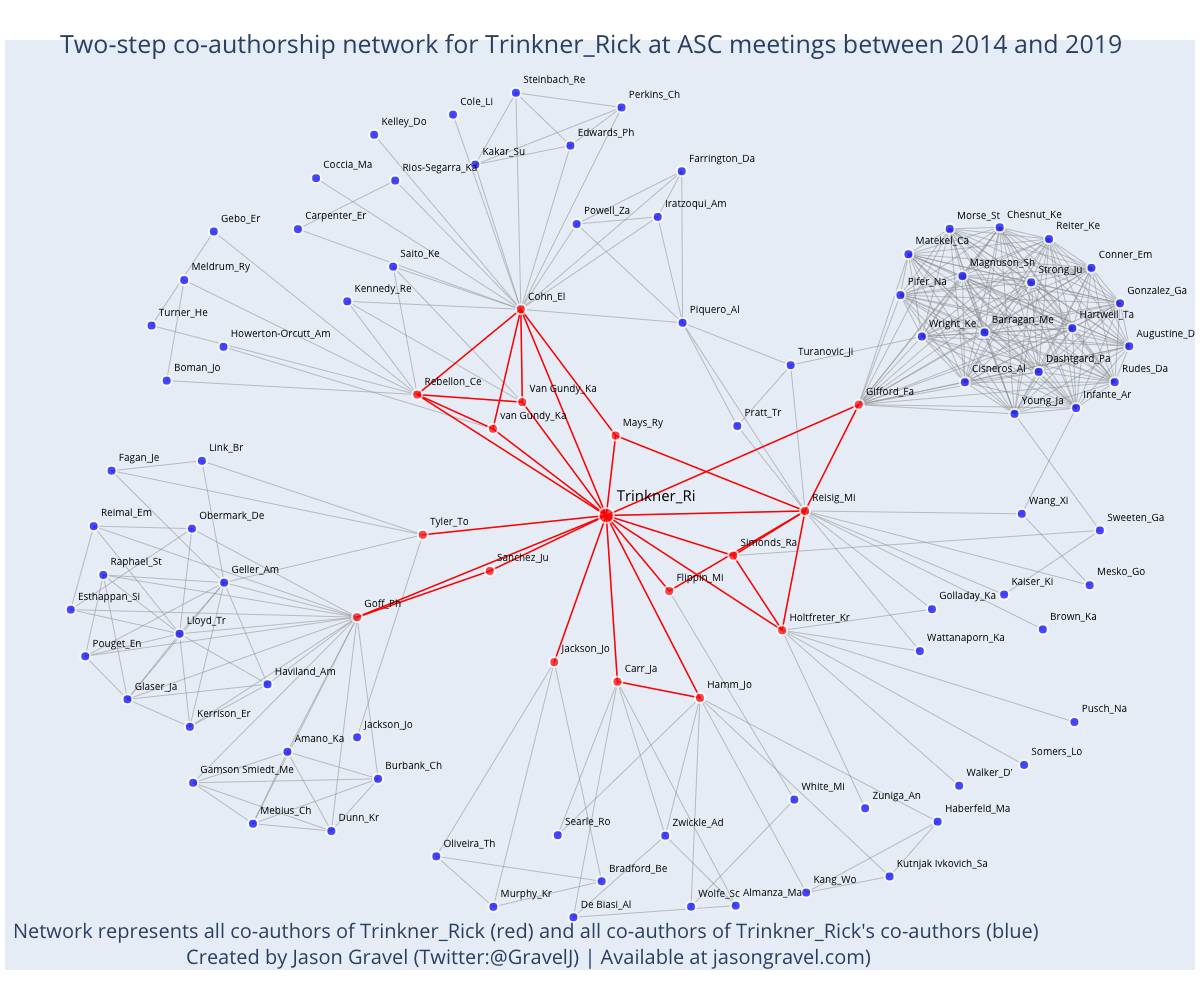 Two-step co-authorship network for Trinkner_Rick at ASC meetings between 2014 and 2019
Steinbach_Re
Perkins_Ch
Cole_Li
Kelley_Do
Edwards_Ph
Kakar_Su
Farrington_Da
Coccia_Ma
Rios-Segarra_Ka
Iratzoqui_Am
Powell_Za
Carpenter_Er
Gebo_Er
Morse_St
Chesnut_Ke
Reiter_Ke
Matekel_Ca
Conner_Em
Saito_Ke
Meldrum_Ry
Magnuson_Sh
Strong_Ju
Pifer_Na
Gonzalez_Ga
Kennedy_Re
Cohn_El
Turner_He
Piquero_Al
Wright_Ke
Barragan_Me
Hartwell_Ta
Howerton-Orcutt_Am
Augustine_D
Turanovic_Ji
Boman_Jo
Rebellon_Ce
Van Gundy_Ka
Cisneros_Al
Dashtgard_Pa
Rudes_Da
Gifford_Fa
Infante_Ar
Young_Ja
van Gundy_Ka
Mays_Ry
Pratt_Tr
Link_Br
Fagan_Je
Trinkner_Ri
Reisig_Mi
Wang_Xi
Reimal_Em
Obermark_De
Tyler_To
Sweeten_Ga
Simonds_Ra
Sanchez_Ju
Raphael_St
Geller_Am
Flippin_Mi
Mesko_Go
Kaiser_Ki
Esthappan_Si
Goff_Ph
Golladay_Ka
Lloyd_Tr
Holtfreter_Kr
Brown_Ka
Pouget_En
Wattanaporn_Ka
Jackson_Jo
Haviland_Am
Carr_Ja
Glaser_Ja
Hamm_Jo
Kerrison_Er
Pusch_Na
Jackson_Jo
Amano_Ka
Somers_Lo
Gamson Smiedt_Me
Burbank_Ch
Walker_D'
White_Mi
Zuniga_An
Mebius_Ch
Dunn_Kr
Searle_Ro
Zwickle_Ad
Haberfeld_Ma
Oliveira_Th
Kutnjak Ivkovich_Sa
Bradford_Be
Kang_Wo
Murphy_Kr
Wolfe_Sc
Almanza_Ma
De Biasi_Al
Network represents all co-authors of Trinkner_Rick (red) and all co-authors of Trinkner_Rick's co-authors (blue)
Created by Jason Gravel (Twitter:@GravelJ) | Available at jasongravel.com)